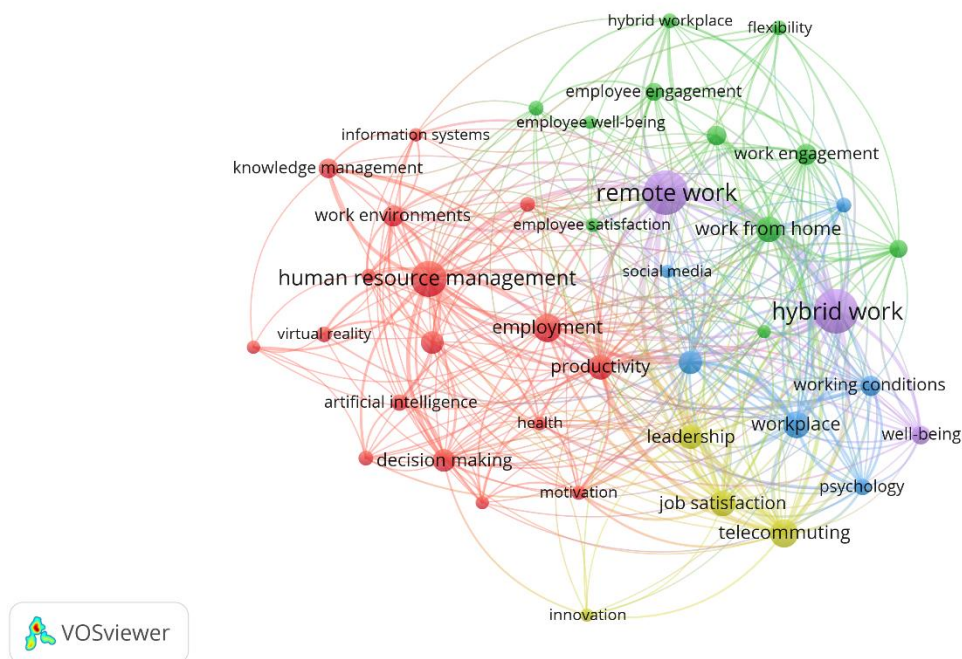 hybrid workplace
flexibility
employee engagement
employee well-being
information systems
work engagement
knowledge management
remote work
work environments
employee satisfaction
work from home
social media
human resource management
hybrid work
virtual reality
employment
productivity
working conditions
artificial intelligence
health
leadership
workplace
well-being
decision making
motivation
psychology
job satisfaction
telecommuting
innovation
VOSviewer